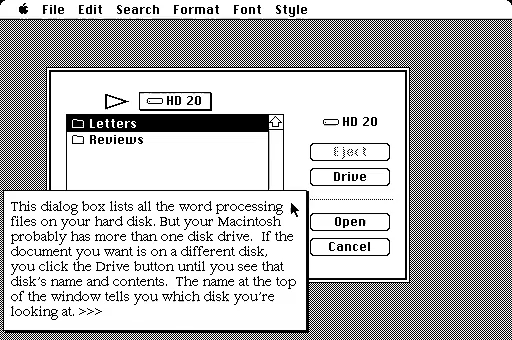 File Edit Search Format Font Style
HD 20
Letters
Reviews
HD 20
Eject
Drive
Open
Cancel
This dialog box lists all the word processing
files on your hard disk. But your Macintosh
probably has more than one disk drive.  If the
document you want is on a different disk,
you click the Drive button until you see that
disk's name and contents.  The name at the top
of the window tells you which disk you're
looking at. >>>